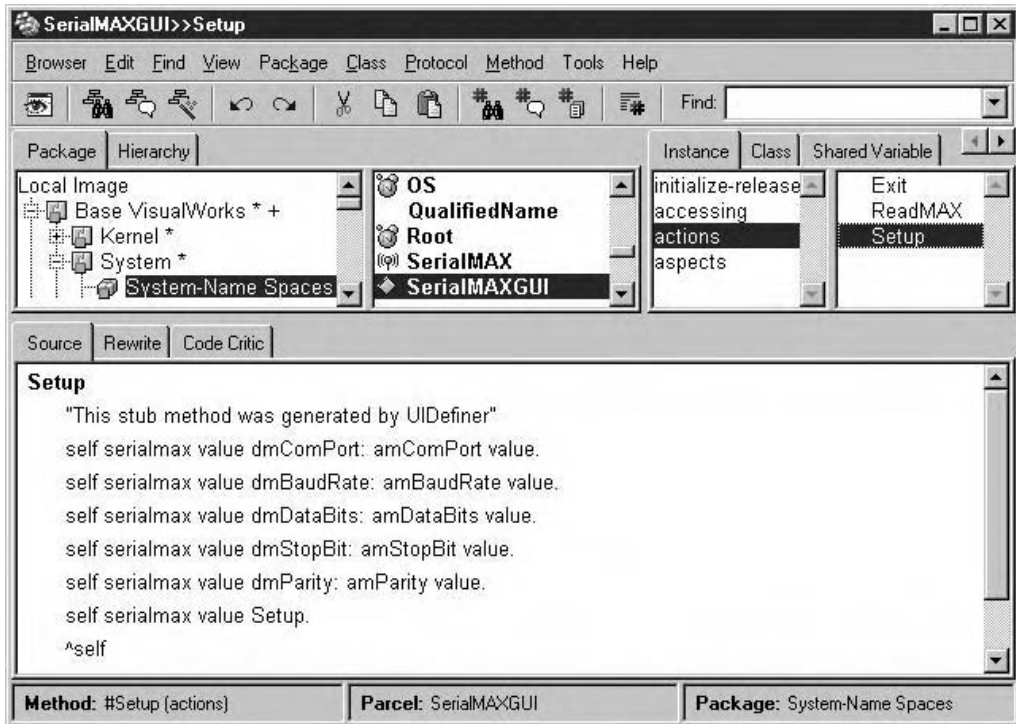 SerialMAXGUI>>Setup
Browser Edit Find View Package Class Protocol Method Tools Help
Find:
Package Hierarchy
Instance Class Shared Variable
Local Image
Base VisualWorks * +
Kernel *
System *
System-Name Spaces
OS
QualifiedName
Root
SerialMAX
SerialMAXGUI
initialize-release
accessing
actions
aspects
Exit
ReadMAX
Setup
Source Rewrite Code Critic
Setup
"This stub method was generated by UIDefiner"
self serialmax value dmComPort: amComPort value.
self serialmax value dmBaudRate: amBaudRate value.
self serialmax value dmDataBits: amDataBits value.
self serialmax value dmStopBit: amStopBit value.
self serialmax value dmParity: amParity value.
self serialmax value Setup.
^self
Method: #Setup (actions)
Parcel: SerialMAXGUI
Package: System-Name Spaces